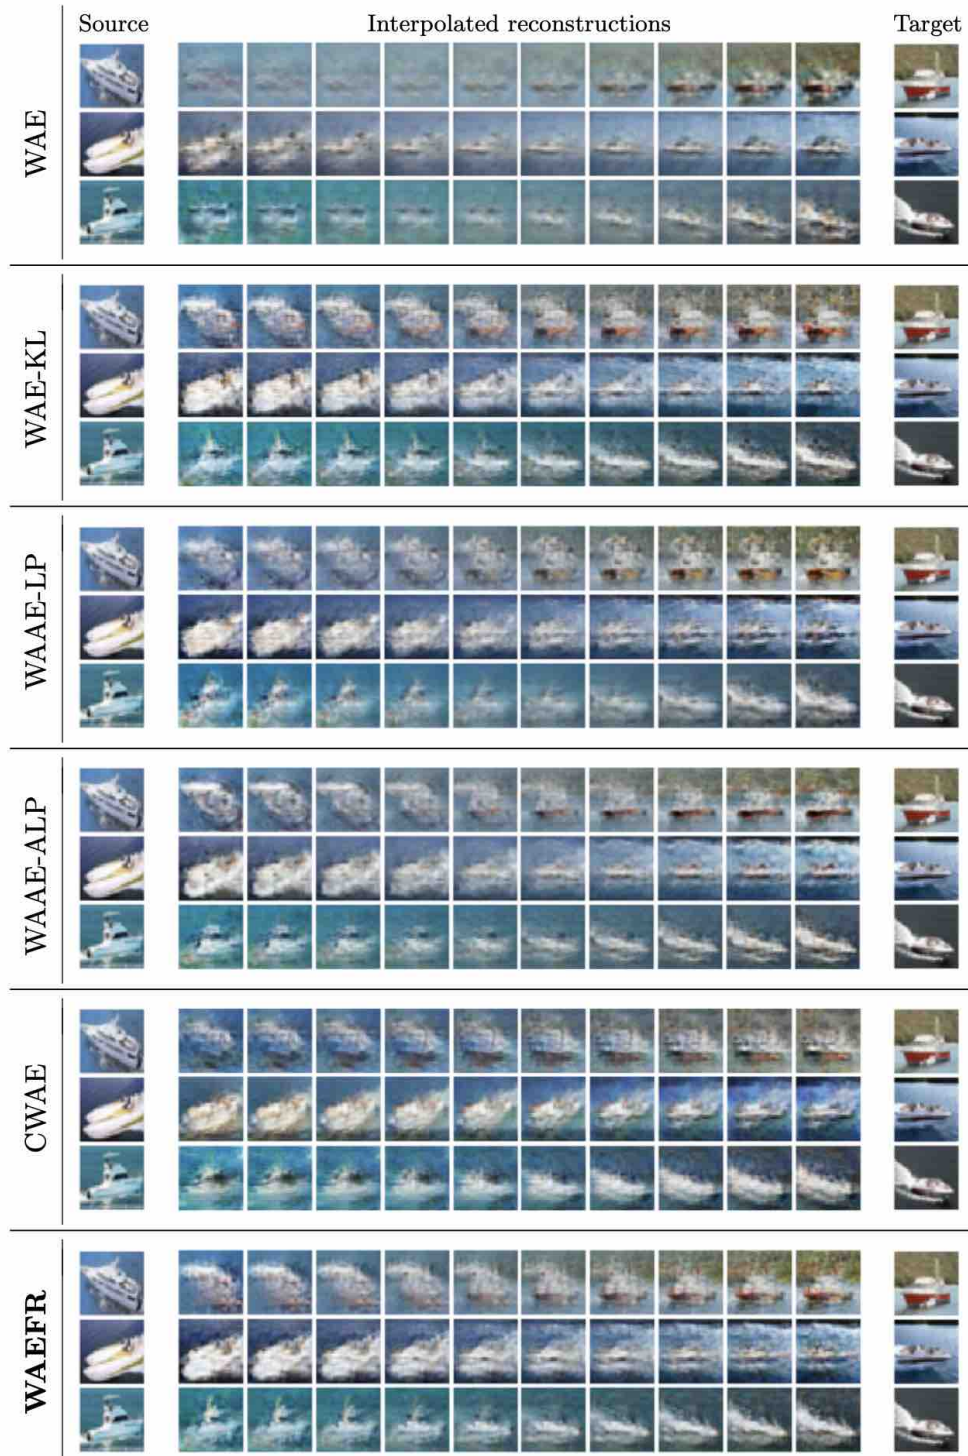 Source Interpolated reconstructions Target
WAE
WAE-KL
WAAE-LP
WAAE-ALP
CWAE
WAEFR